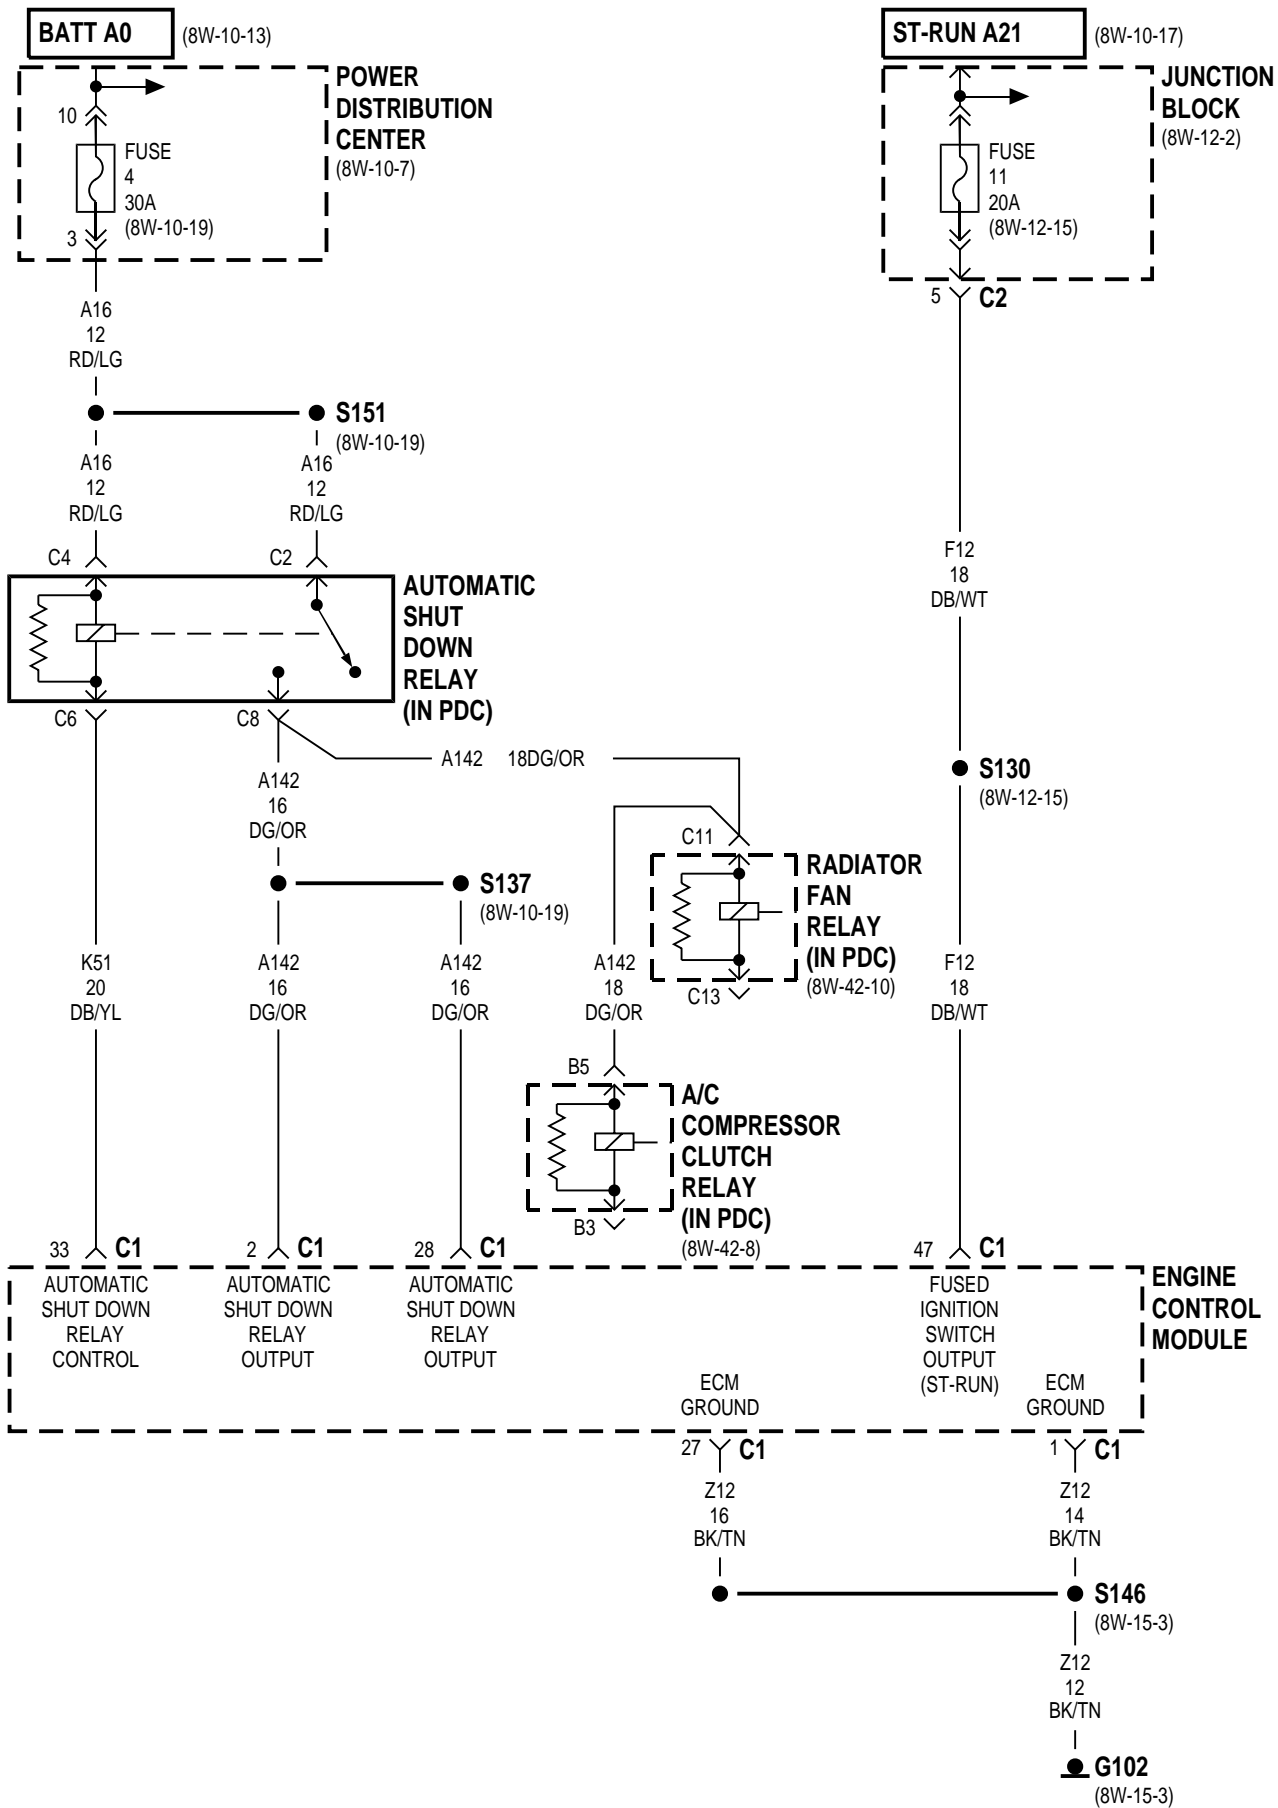 BATT A0
(8W-10-13)
ST-RUN A21
(8W-10-17)
POWER
DISTRIBUTION
CENTER
(8W-10-7)
10
FUSE
4
30A
(8W-10-19)
3
JUNCTION
BLOCK
(8W-12-2)
FUSE
11
20A
(8W-12-15)
5
C2
A16
12
RD/LG
S151
(8W-10-19)
A16
12
RD/LG
A16
12
RD/LG
C4
C2
AUTOMATIC
SHUT
DOWN
RELAY
(IN PDC)
C6
C8
F12
18
DB/WT
A142 18DG/OR
A142
16
DG/OR
S130
(8W-12-15)
C11
RADIATOR
FAN
RELAY
(IN PDC)
(8W-42-10)
C13
S137
(8W-10-19)
K51
20
DB/YL
A142
16
DG/OR
A142
16
DG/OR
A142
18
DG/OR
F12
18
DB/WT
B5
A/C
COMPRESSOR
CLUTCH
RELAY
(IN PDC)
(8W-42-8)
B3
33 C1
2 C1
28 C1
47 C1
AUTOMATIC
SHUT DOWN
RELAY
CONTROL
AUTOMATIC
SHUT DOWN
RELAY
OUTPUT
AUTOMATIC
SHUT DOWN
RELAY
OUTPUT
FUSED
IGNITION
SWITCH
OUTPUT
(ST-RUN)
ENGINE
CONTROL
MODULE
ECM
GROUND
ECM
GROUND
27 C1
1 C1
Z12
16
BK/TN
Z12
14
BK/TN
S146
(8W-15-3)
Z12
12
BK/TN
G102
(8W-15-3)